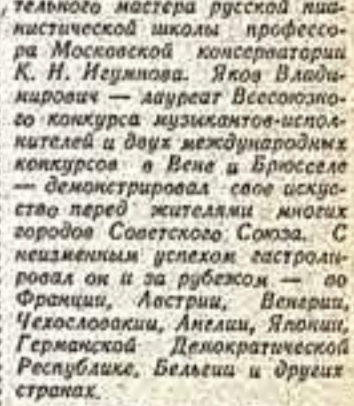 тельного мастера русской пиа-
нистической школы профессо-
ра Московской консерватории
К. Н. Игумнова. Яков Влади-
мирович — лауреат Всесоюзно-
го конкурса музыкантов-испол-
нителей и двух международных
конкурсов в Вене и Брюсселе
— демонстрировал свое искус-
ство перед жителями многих
городов Советского Союза. С
неизменным успехом гастроли-
ровал он и за рубежом — во
Франции, Австрии, Венгрии,
Чехословакии, Англии, Японии,
Германской Демократической
Республике, Бельгии и других
странах.